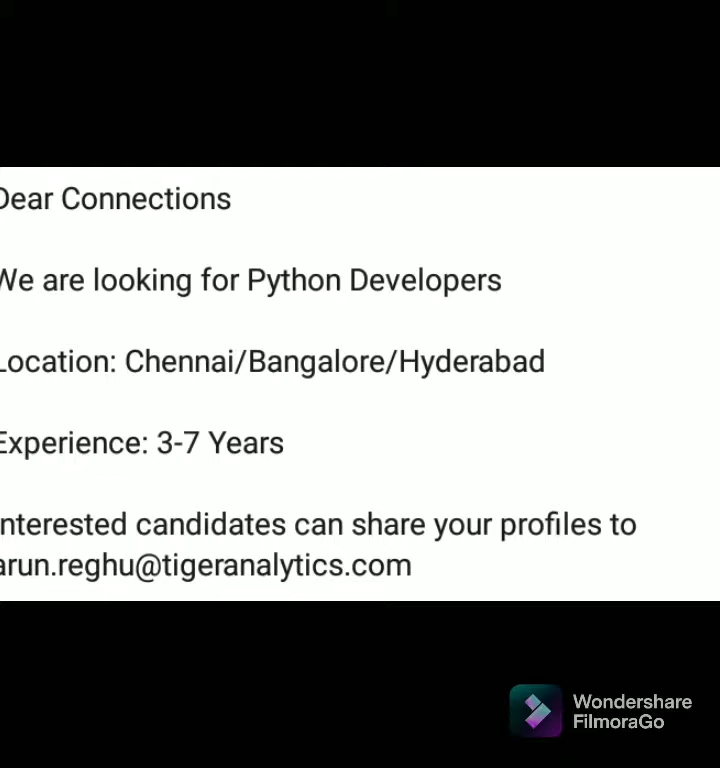 Dear Connections
We are looking for Python Developers
Location: Chennai/Bangalore/Hyderabad
Experience: 3-7 Years
Interested candidates can share your profiles to
arun.reghu@tigeranalytics.com
Wondershare
FilmoraGo